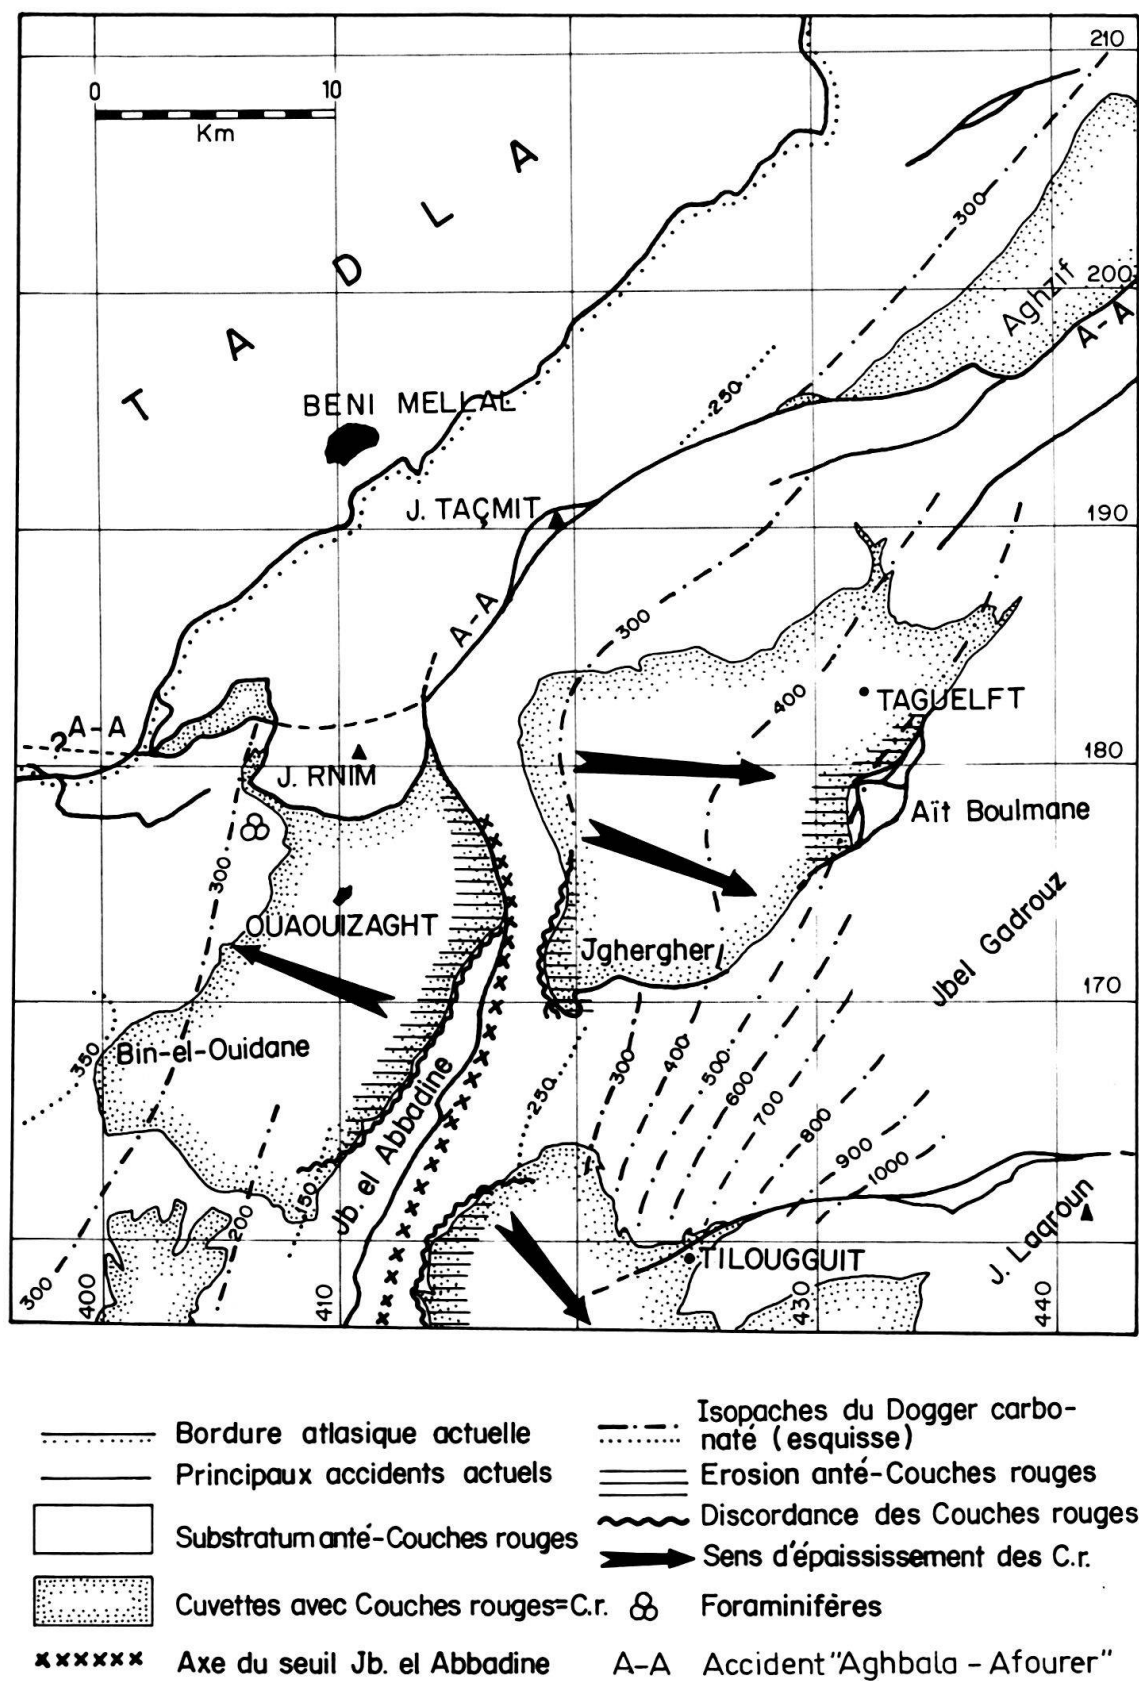 210
0 10
Km
T A D L A
300
200
Aghzif
A-A
250
BENI MELLAL
J. TAÇMIT
190
A-A
300
400
TAGUELFT
A-A
?
180
J. RNIM
Aït Boulmane
300
OUAOUIZAGHT
Jghergher
Jbel Gadrouz
170
350
Bin-el-Ouidane
250
300
400
500
600
700
800
900
1000
Jb. el Abbadine
150
200
300
TILOUGGUIT
J. Laqroun
400
410
430
440
Bordure atlasique actuelle
Principaux accidents actuels
Substratum anté-Couches rouges
Cuvettes avec Couches rouges=C.r.
Axe du seuil Jb. el Abbadine
Isopaches du Dogger carbo-
naté (esquisse)
Erosion anté-Couches rouges
Discordance des Couches rouges
Sens d'épaississement des C.r.
Foraminifères
A-A Accident "Aghbala - Afourer"